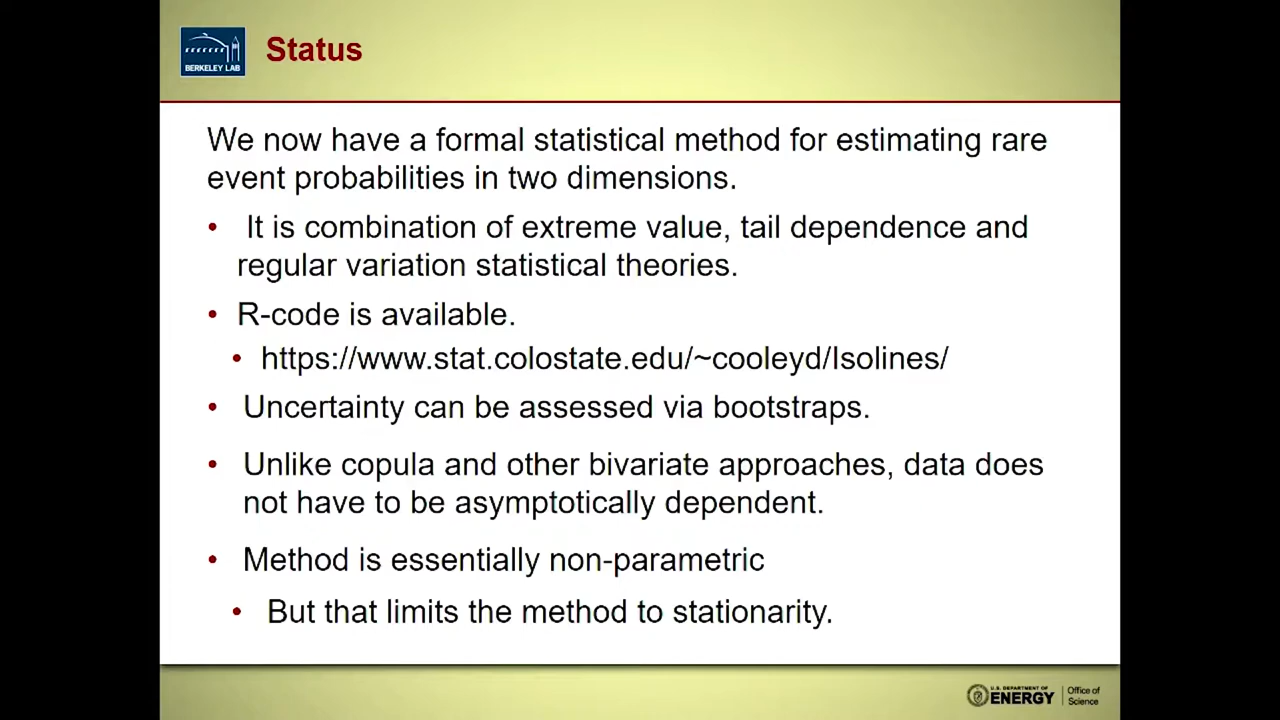 BERKELEY LAB
Status
We now have a formal statistical method for estimating rare
event probabilities in two dimensions.
• It is combination of extreme value, tail dependence and
regular variation statistical theories.
• R-code is available.
• https://www.stat.colostate.edu/~cooleyd/Isolines/
• Uncertainty can be assessed via bootstraps.
• Unlike copula and other bivariate approaches, data does
not have to be asymptotically dependent.
• Method is essentially non-parametric
• But that limits the method to stationarity.
U.S. DEPARTMENT OF
ENERGY
Office of
Science